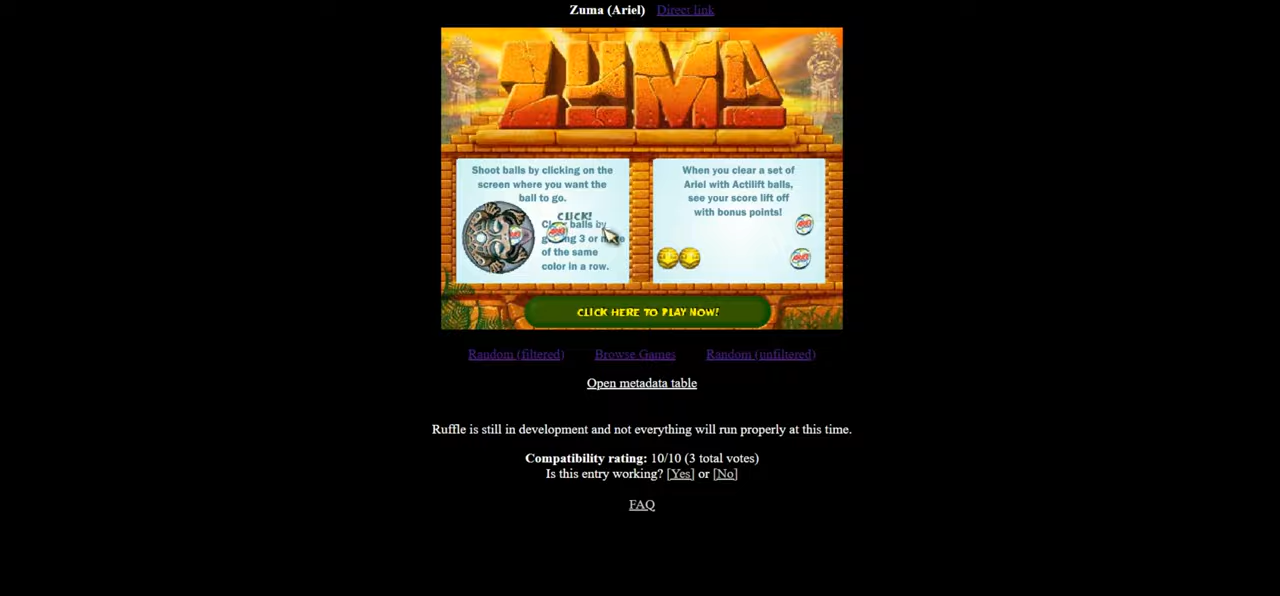 Zuma (Ariel) Direct link
ZUMA
Shoot balls by clicking on the
screen where you want the
ball to go.
CLICK!
balls by
3 or
of the same
color in a row.
When you clear a set of
Ariel with Actilift balls,
see your score lift off
with bonus points!
CLICK HERE TO PLAY NOW!
Random (filtered) Browse Games Random (unfiltered)
Open metadata table
Ruffle is still in development and not everything will run properly at this time.
Compatibility rating: 10/10 (3 total votes)
Is this entry working? [Yes] or [No]
FAQ